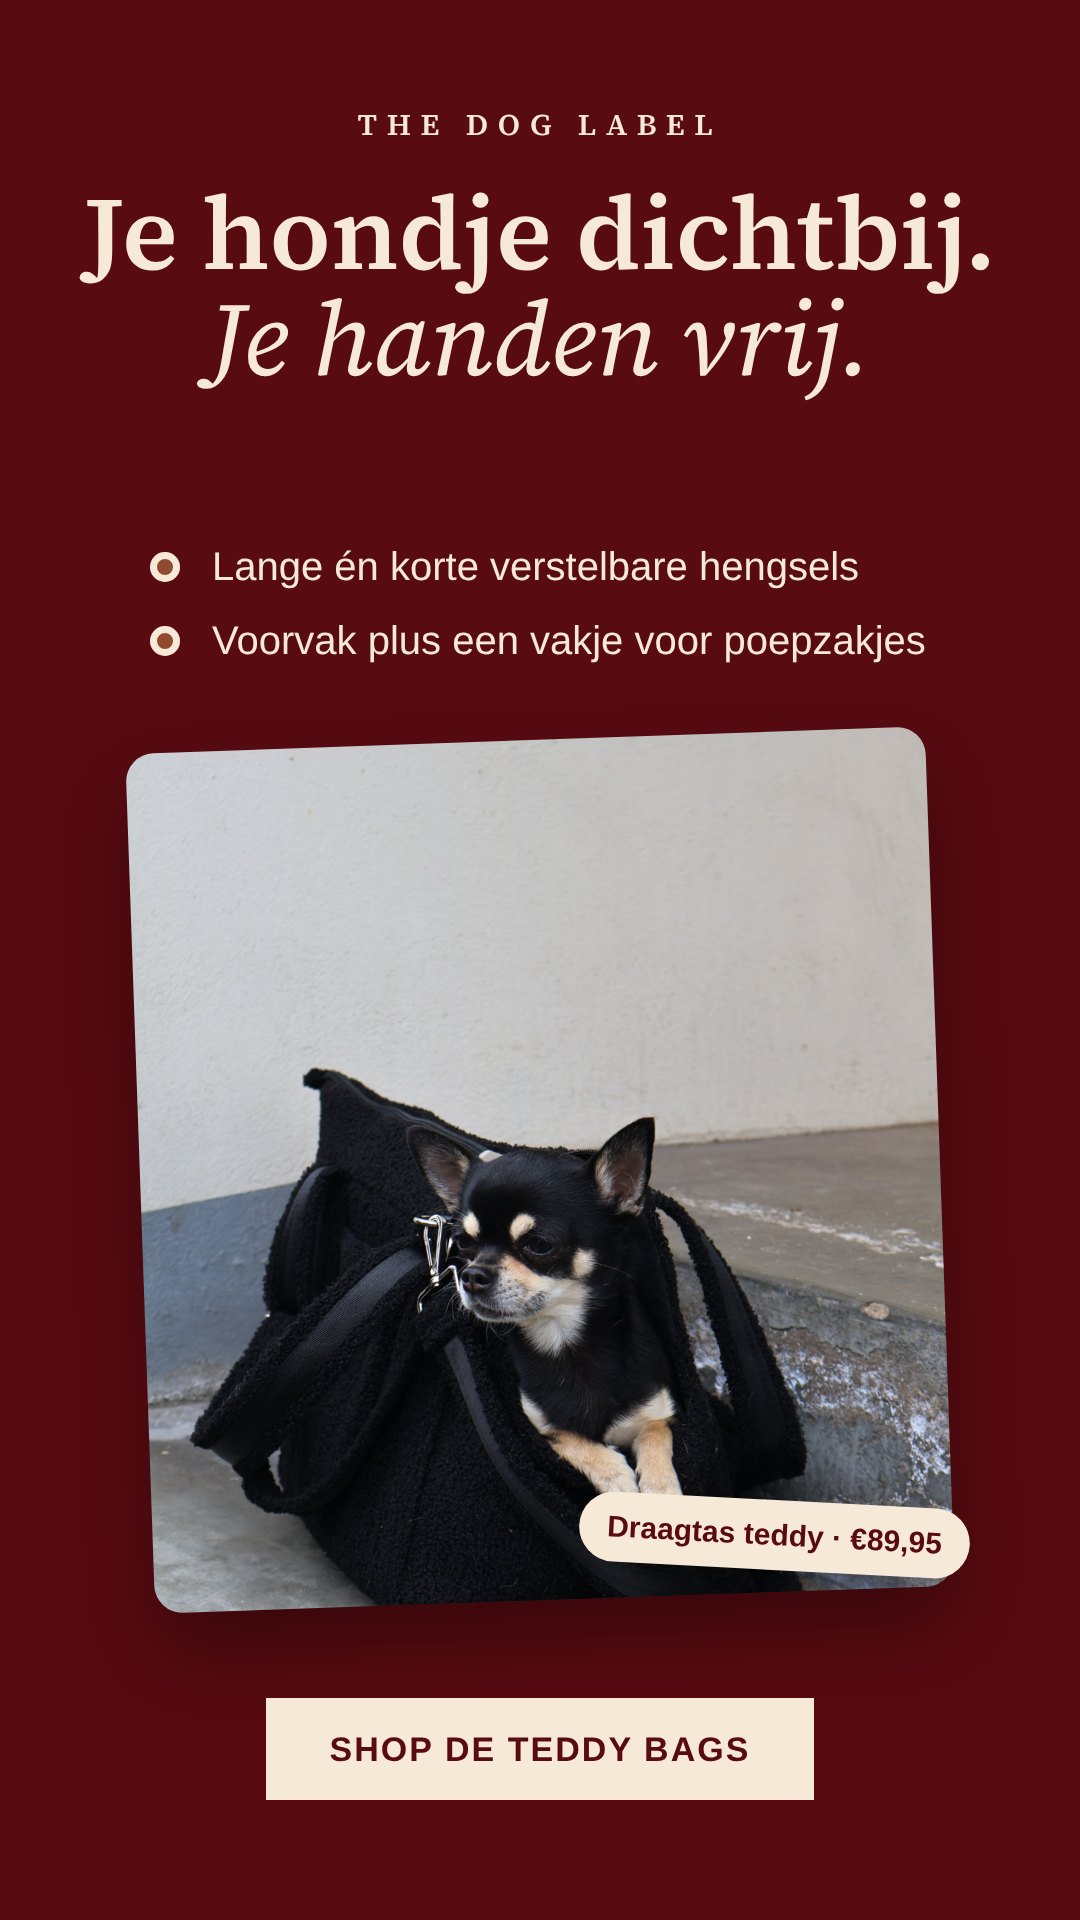 THE DOG LABEL
Je hondje dichtbij.
Je handen vrij.
Lange én korte verstelbare hengsels
Voorvak plus een vakje voor poepzakjes
Draagtas teddy · €89,95
SHOP DE TEDDY BAGS